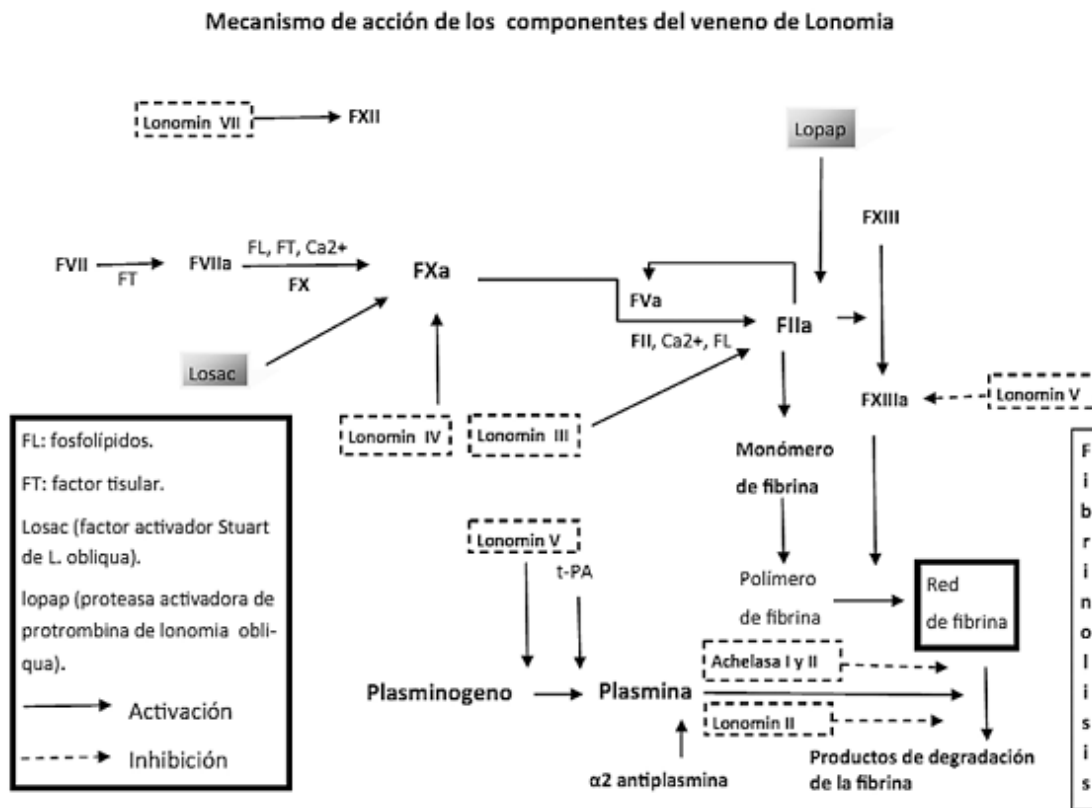 Mecanismo de acción de los componentes del veneno de Lonomia
Lonomin VII
FXII
Lopap
FXIII
FVII
FT
FVIIa
FL, FT, Ca2+
FX
FXa
FVa
FII, Ca2+, FL
FIIa
Losac
Lonomin IV
Lonomin III
FXIIIa
Lonomin V
FL: fosfolípidos.
FT: factor tisular.
Losac (factor activador Stuart
de L. obliqua).
lopap (proteasa activadora de
protrombina de lonomia obli-
qua).
Activación
Inhibición
Monómero
de fibrina
Lonomin V
t-PA
Polímero
de fibrina
Red
de fibrina
Achelasa I y II
Plasminogeno
Plasmina
Lonomin II
α2 antiplasmina
Productos de degradación
de la fibrina
Fibrinolisis